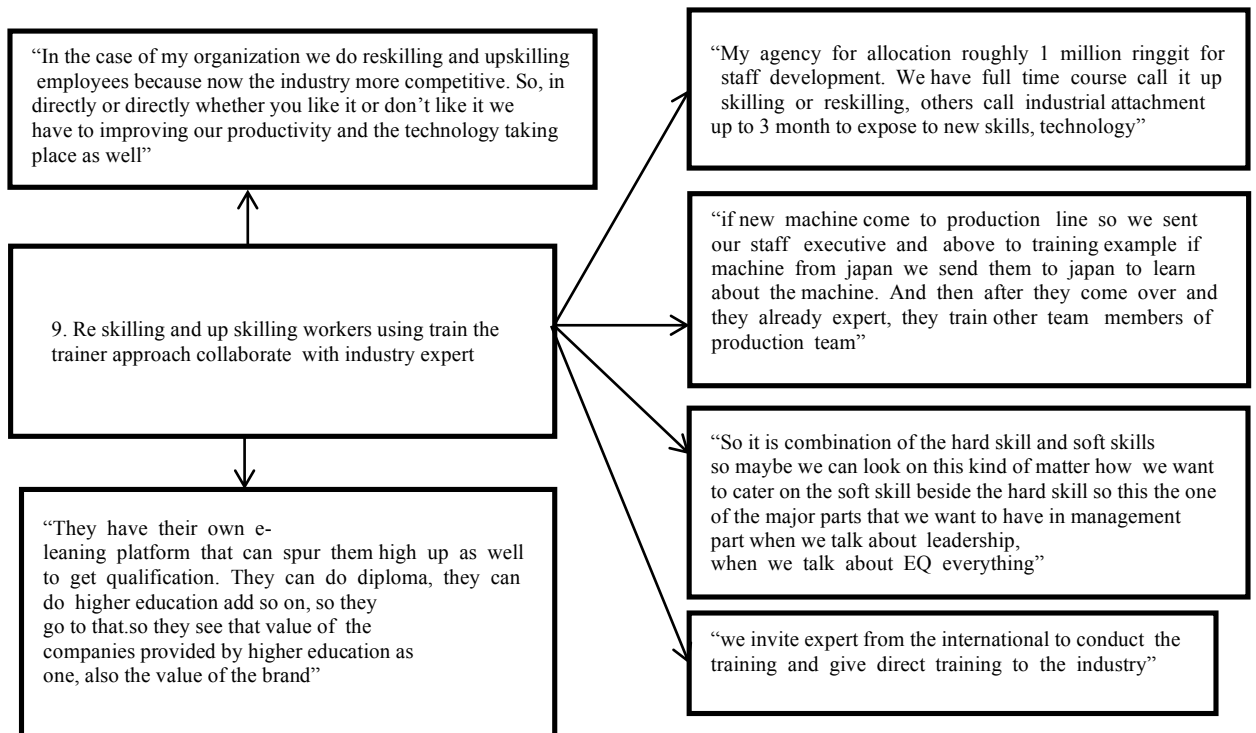 “In the case of my organization we do reskilling and upskilling
employees because now the industry more competitive. So, in
directly or directly whether you like it or don’t like it we
have to improving our productivity and the technology taking
place as well”
9. Re skilling and up skilling workers using train the
trainer approach collaborate with industry expert
“They have their own e-
leaning platform that can spur them high up as well
to get qualification. They can do diploma, they can
do higher education add so on, so they
go to that.so they see that value of the
companies provided by higher education as
one, also the value of the brand”
“My agency for allocation roughly 1 million ringgit for
staff development. We have full time course call it up
skilling or reskilling, others call industrial attachment
up to 3 month to expose to new skills, technology”
“if new machine come to production line so we sent
our staff executive and above to training example if
machine from japan we send them to japan to learn
about the machine. And then after they come over and
they already expert, they train other team members of
production team”
“So it is combination of the hard skill and soft skills
so maybe we can look on this kind of matter how we want
to cater on the soft skill beside the hard skill so this the one
of the major parts that we want to have in management
part when we talk about leadership,
when we talk about EQ everything”
“we invite expert from the international to conduct the
training and give direct training to the industry”